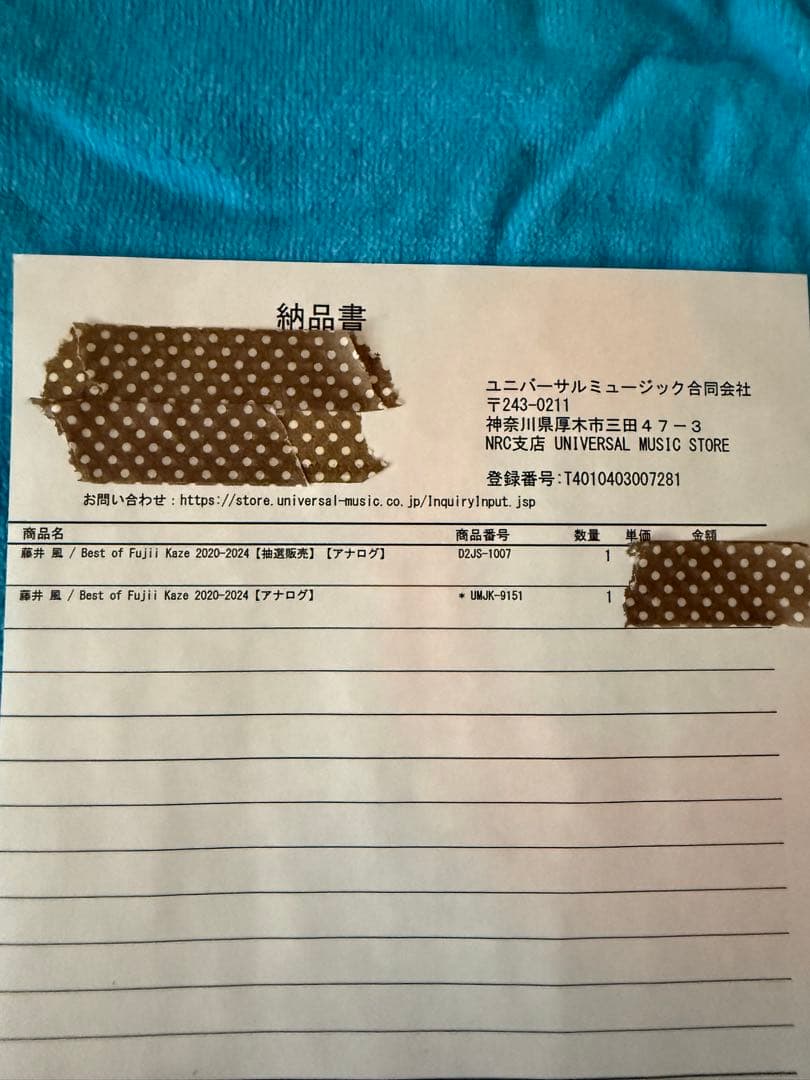 納品書
ユニバーサルミュージック合同会社
〒243-0211
神奈川県厚木市三田４７－３
NRC支店 UNIVERSAL MUSIC STORE
登録番号:T4010403007281
お問い合わせ：https://store.universal-music.co.jp/InquiryInput.jsp
商品名 商品番号 数量 単価 金額
藤井 風 / Best of Fujii Kaze 2020-2024【抽選販売】【アナログ】 D2JS-1007 1
藤井 風 / Best of Fujii Kaze 2020-2024【アナログ】 * UMJK-9151 1